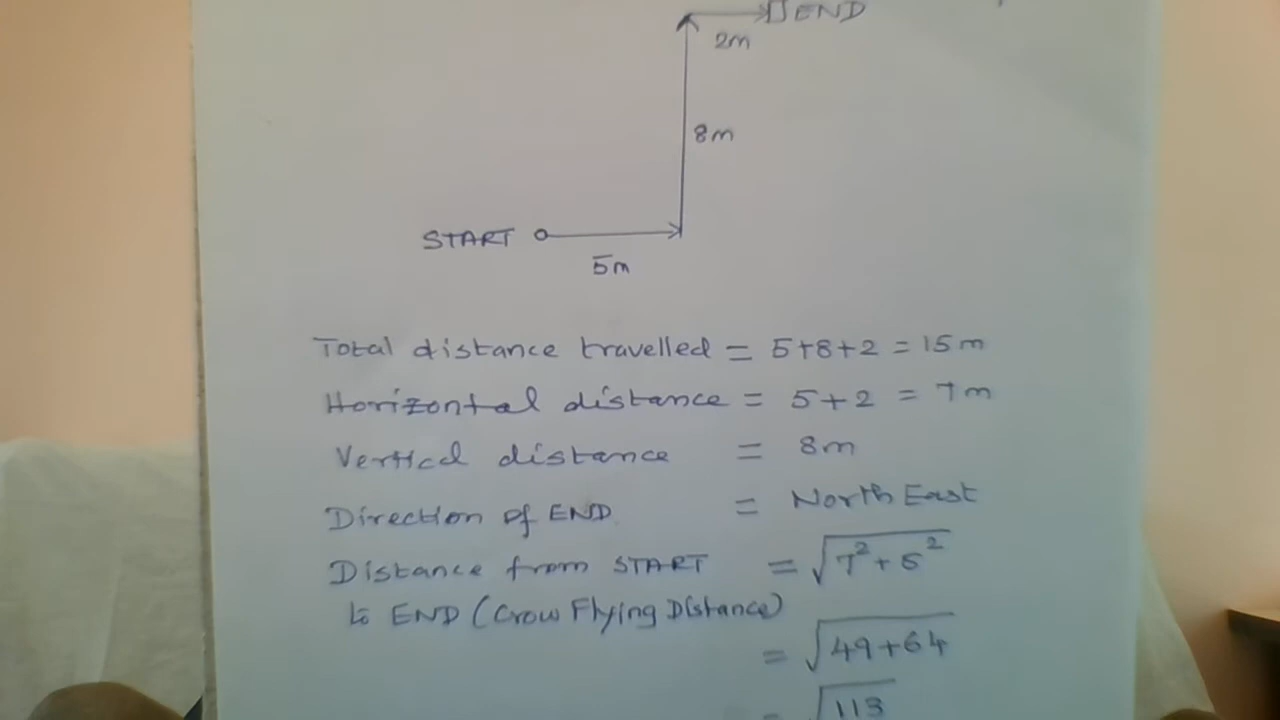 END
2m
8m
START
5m
Total distance travelled = 5+8+2 = 15m
Horizontal distance = 5+2 = 7m
Vertical distance = 8m
Direction of END = North East
Distance from START = √7²+8²
to END (Crow Flying Distance)
= √49+64
= √113